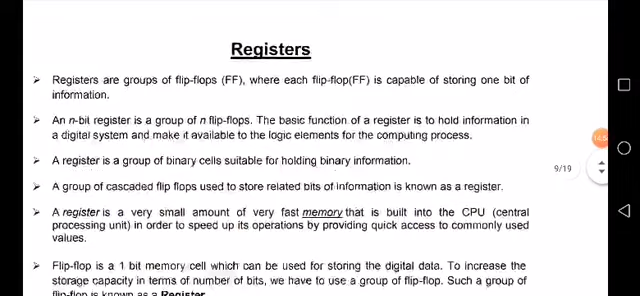 Registers
➢ Registers are groups of flip-flops (FF), where each flip-flop(FF) is capable of storing one bit of
information.
➢ An n-bit register is a group of n flip-flops. The basic function of a register is to hold information in
a digital system and make it available to the logic elements for the computing process.
➢ A register is a group of binary cells suitable for holding binary information.
➢ A group of cascaded flip flops used to store related bits of information is known as a register.
➢ A register is a very small amount of very fast memory that is built into the CPU (central
processing unit) in order to speed up its operations by providing quick access to commonly used
values.
➢ Flip-flop is a 1 bit memory cell which can be used for storing the digital data. To increase the
storage capacity in terms of number of bits, we have to use a group of flip-flop. Such a group of
flip-flop is known as a Register
9/19